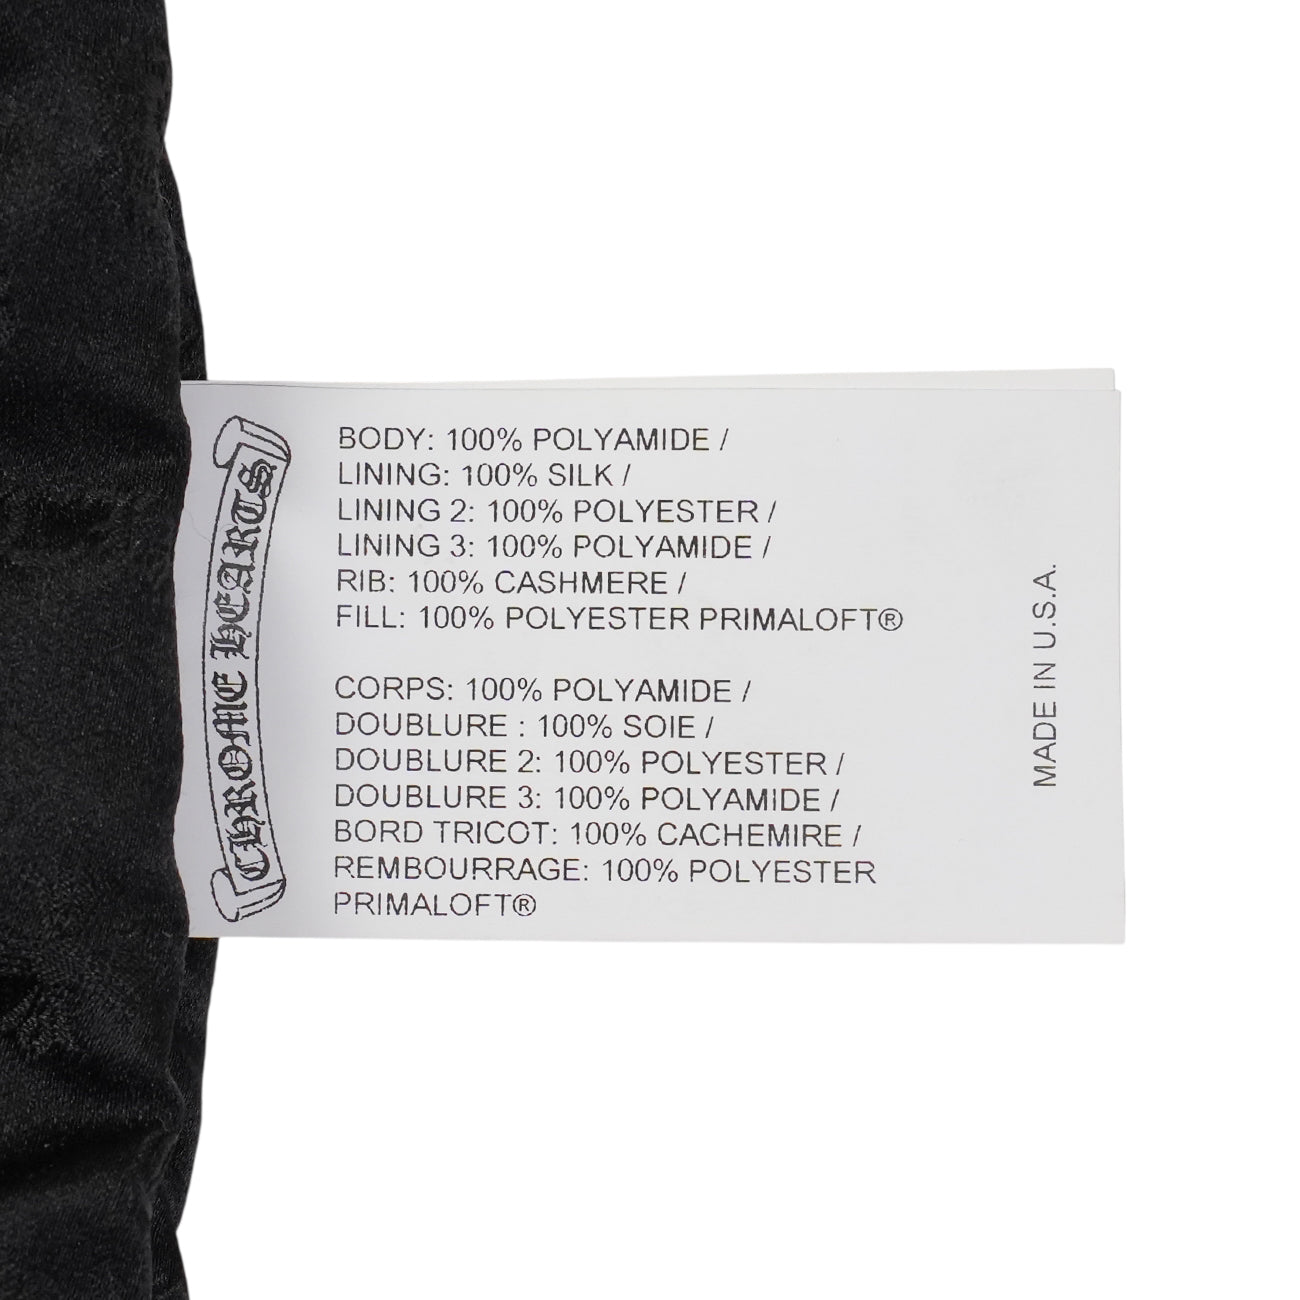 CHROME HEARTS
BODY: 100% POLYAMIDE /
LINING: 100% SILK /
LINING 2: 100% POLYESTER /
LINING 3: 100% POLYAMIDE /
RIB: 100% CASHMERE /
FILL: 100% POLYESTER PRIMALOFT®
CORPS: 100% POLYAMIDE /
DOUBLURE : 100% SOIE /
DOUBLURE 2: 100% POLYESTER /
DOUBLURE 3: 100% POLYAMIDE /
BORD TRICOT: 100% CACHEMIRE /
REMBOURRAGE: 100% POLYESTER
PRIMALOFT®
MADE IN U.S.A.